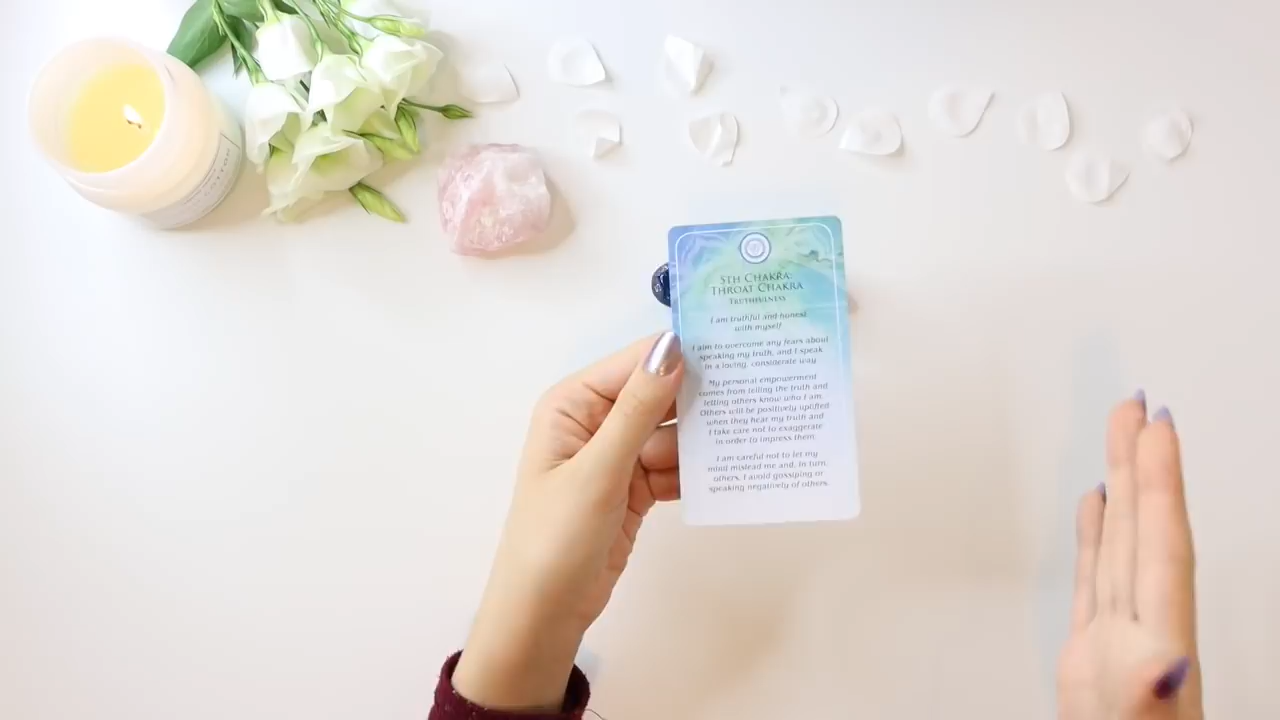 COTTON
5th Chakra:
Throat Chakra
Truthfulness
I am truthful and honest
with myself.
I aim to overcome any fears about
speaking my truth, and I speak
in a loving, considerate way.
My personal empowerment
comes from telling the truth and
letting others know who I am.
Others will be positively uplifted
when they hear my truth and
I take care not to exaggerate
in order to impress them.
I am careful not to let my
mind mislead me and, in turn,
others. I avoid gossiping or
speaking negatively of others.